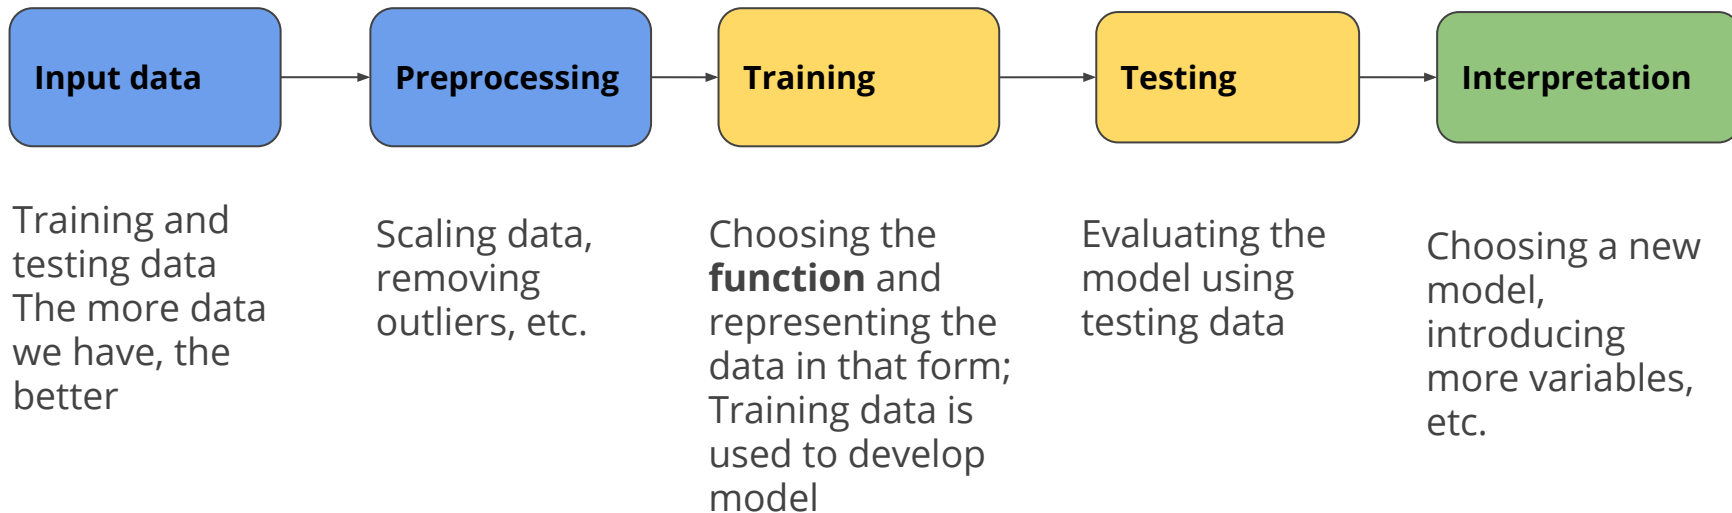 Input data
Preprocessing
Training
Testing
Interpretation
Training and
testing data
The more data
we have, the
better
Scaling data,
removing
outliers, etc.
Choosing the
function and
representing the
data in that form;
Training data is
used to develop
model
Evaluating the
model using
testing data
Choosing a new
model,
introducing
more variables,
etc.